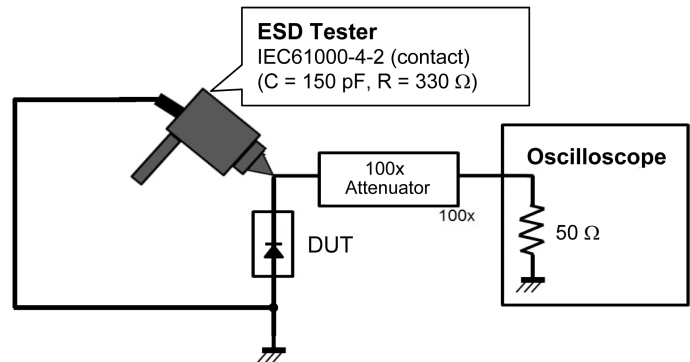 ESD Tester
IEC61000-4-2 (contact)
(C = 150 pF, R = 330 Ω)
100x
Attenuator
100x
Oscilloscope
50 Ω
DUT